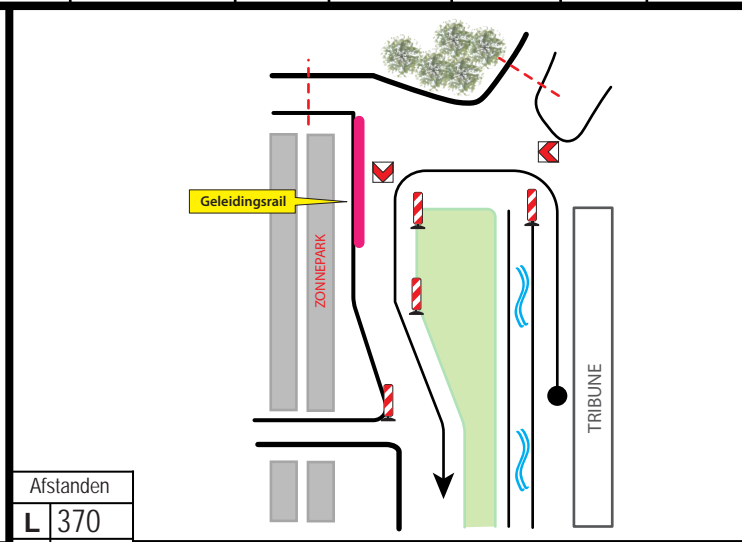 Geleidingsrail
ZONNEPARK
TRIBUNE
Afstanden
L 370